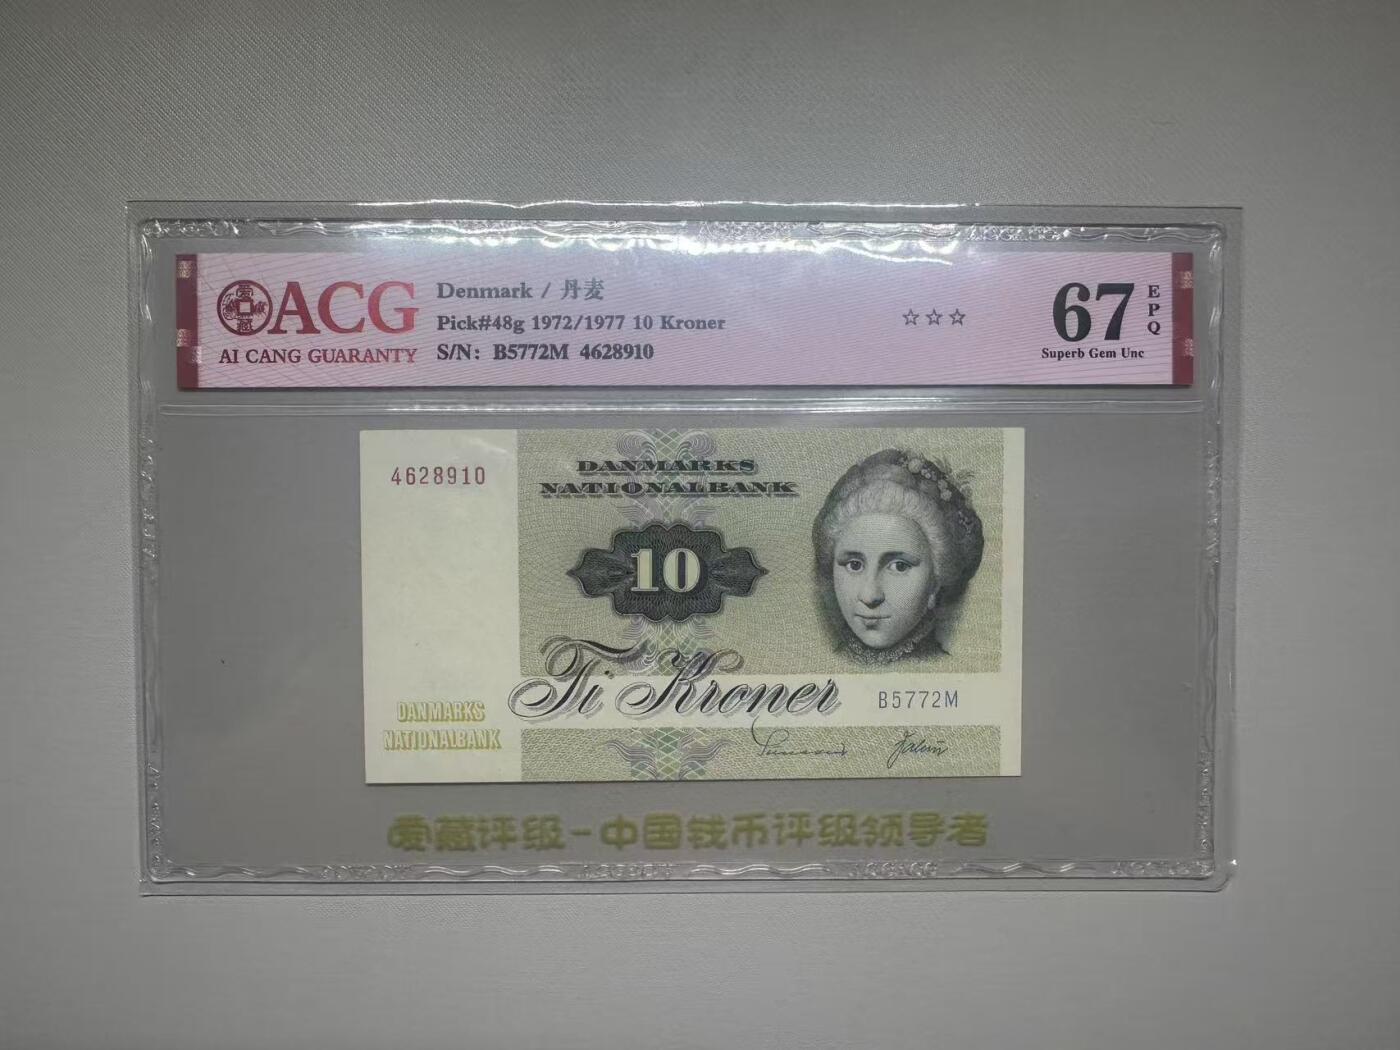 ACG
AI CANG GUARANTY
Denmark / 丹麦
Pick#48g 1972/1977 10 Kroner
S/N: B5772M 4628910
☆☆☆
67
EPQ
Superb Gem Unc
4628910
DANMARKS
NATIONALBANK
10
Ti Kroner
B5772M
DANMARKS
NATIONALBANK
爱藏评级-中国钱币评级领导者